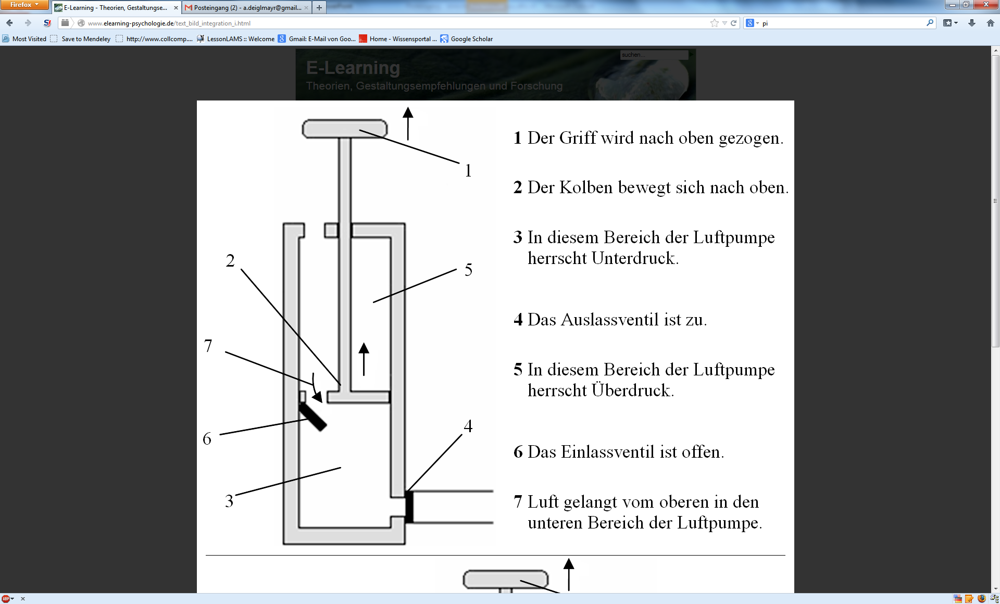 Firefox
E-Learning - Theorien, Gestaltungse...
Posteingang (2) - a.deiglmayr@gmail...
www.elearning-psychologie.de/text_bild_integration_i.html
pi
Most Visited
Save to Mendeley
http://www.collcomp....
LessonLAMS :: Welcome
Gmail: E-Mail von Goo...
Home - Wissensportal ...
Google Scholar
suchen...
E-Learning
Theorien, Gestaltungsempfehlungen und Forschung
1
2
5
7
4
6
3
1 Der Griff wird nach oben gezogen.
2 Der Kolben bewegt sich nach oben.
3 In diesem Bereich der Luftpumpe
herrscht Unterdruck.
4 Das Auslassventil ist zu.
5 In diesem Bereich der Luftpumpe
herrscht Überdruck.
6 Das Einlassventil ist offen.
7 Luft gelangt vom oberen in den
unteren Bereich der Luftpumpe.
ABP